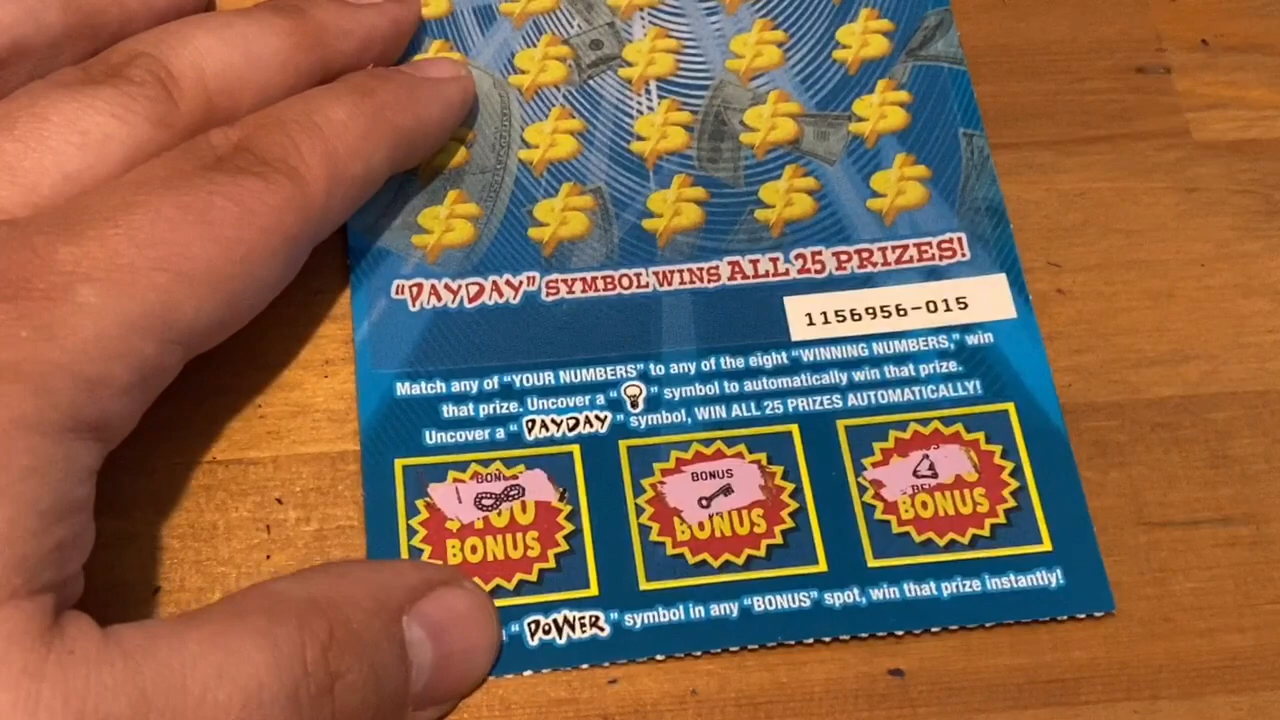 "PAYDAY" SYMBOL WINS ALL 25 PRIZES!
1156956-015
Match any of "YOUR NUMBERS" to any of the eight "WINNING NUMBERS," win
that prize. Uncover a " " symbol to automatically win that prize.
Uncover a "PAYDAY" symbol, WIN ALL 25 PRIZES AUTOMATICALLY!
BONUS
BONUS
BONUS
BONUS
BONUS
"POWER" symbol in any "BONUS" spot, win that prize instantly!